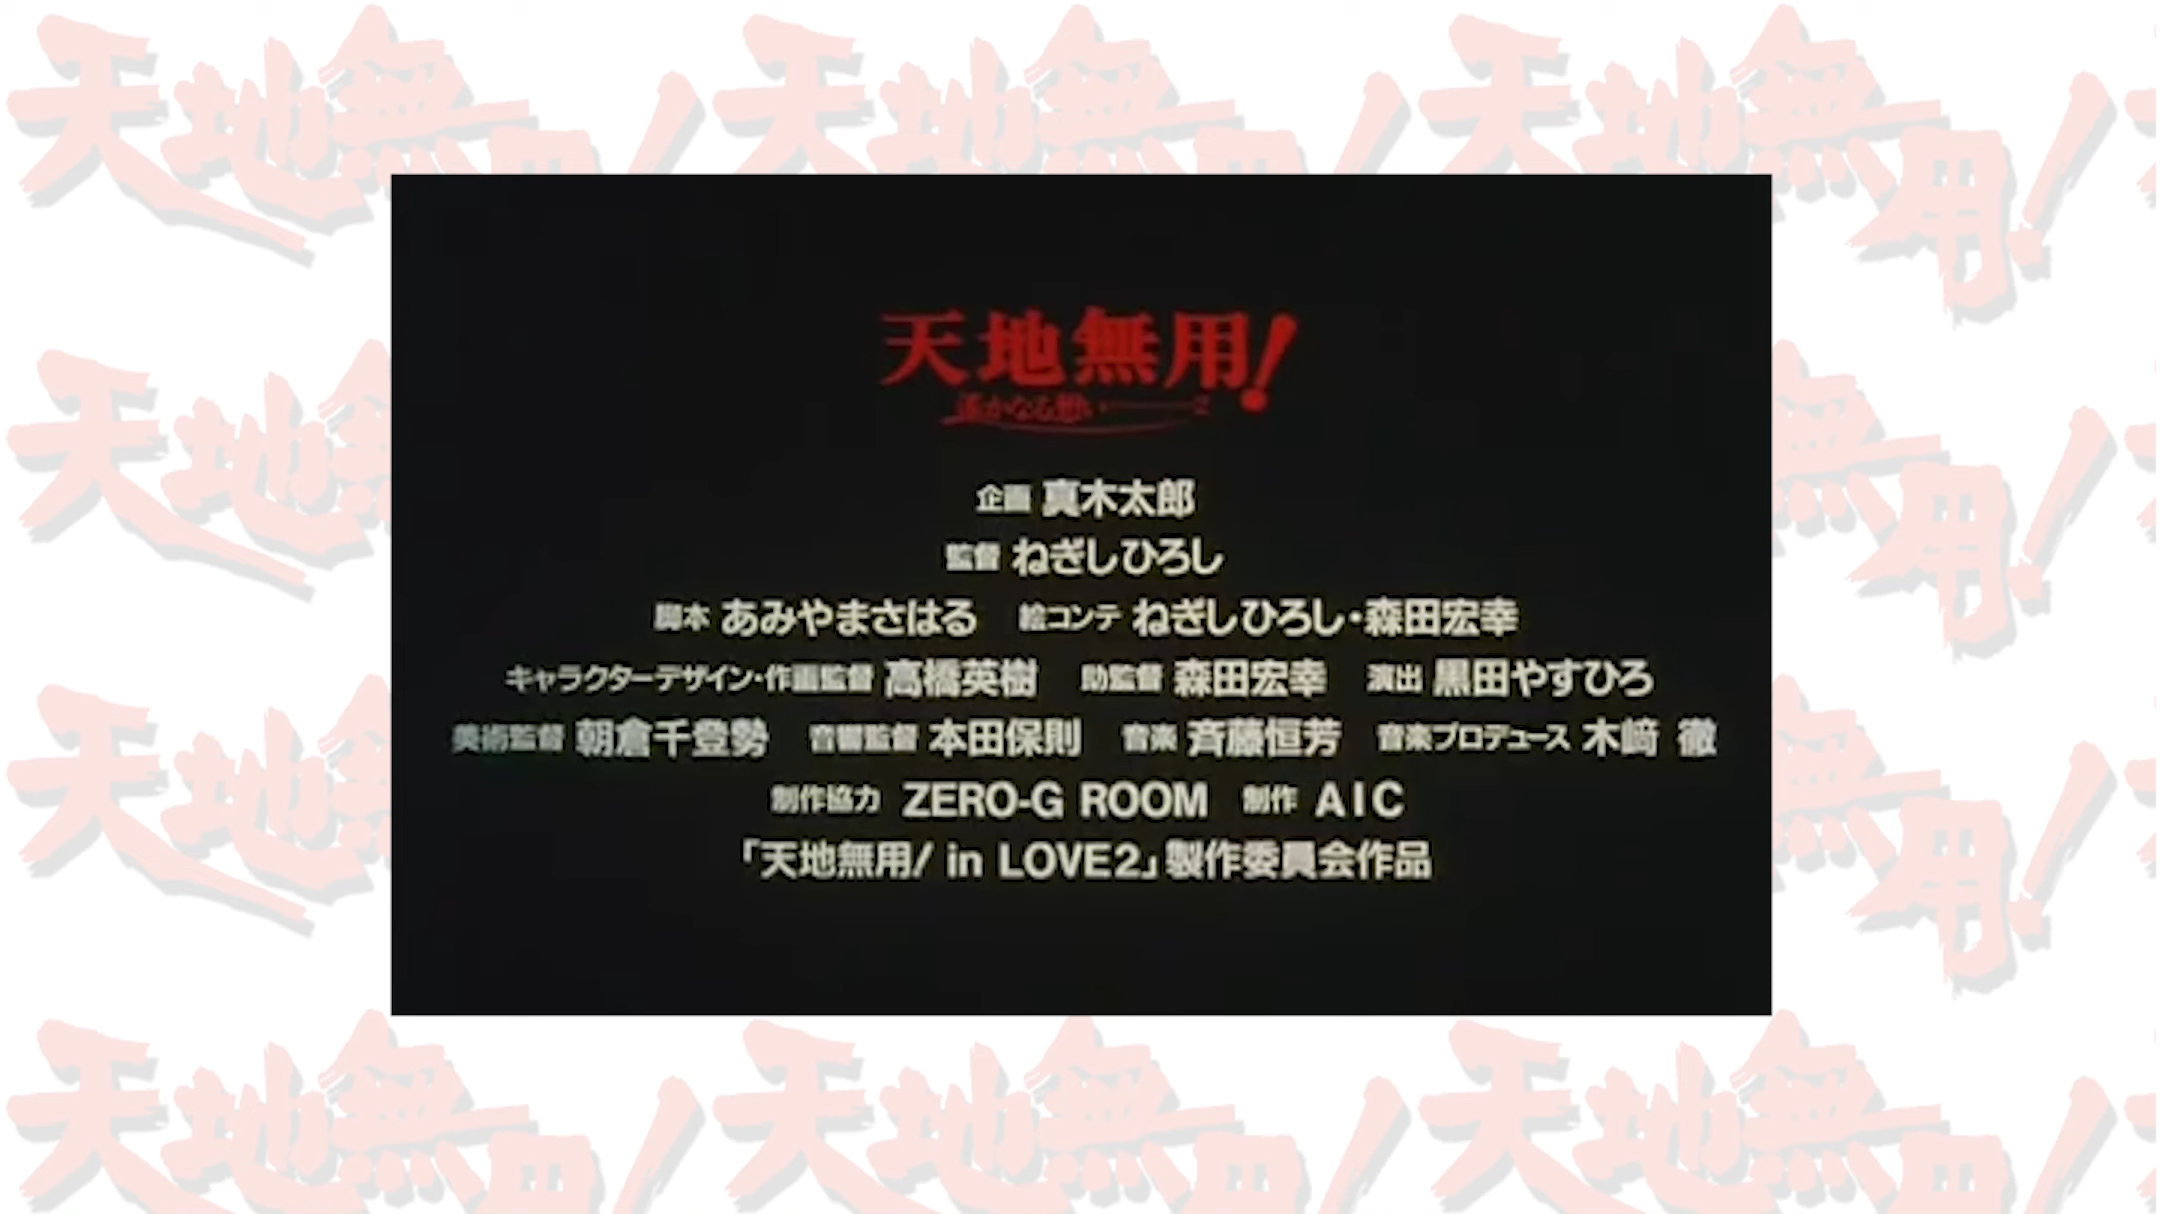 天地無用!
遙かなる想い
企画 真木太郎
監督 ねぎしひろし
脚本 あみやまさはる 絵コンテ ねぎしひろし・森田宏幸
キャラクターデザイン・作画監督 高橋英樹 助監督 森田宏幸 演出 黒田やすひろ
美術監督 朝倉千登勢 音響監督 本田保則 音楽 斉藤恒芳 音楽プロデュース 木﨑 徹
制作協力 ZERO-G ROOM 制作 AIC
「天地無用! in LOVE2」製作委員会作品